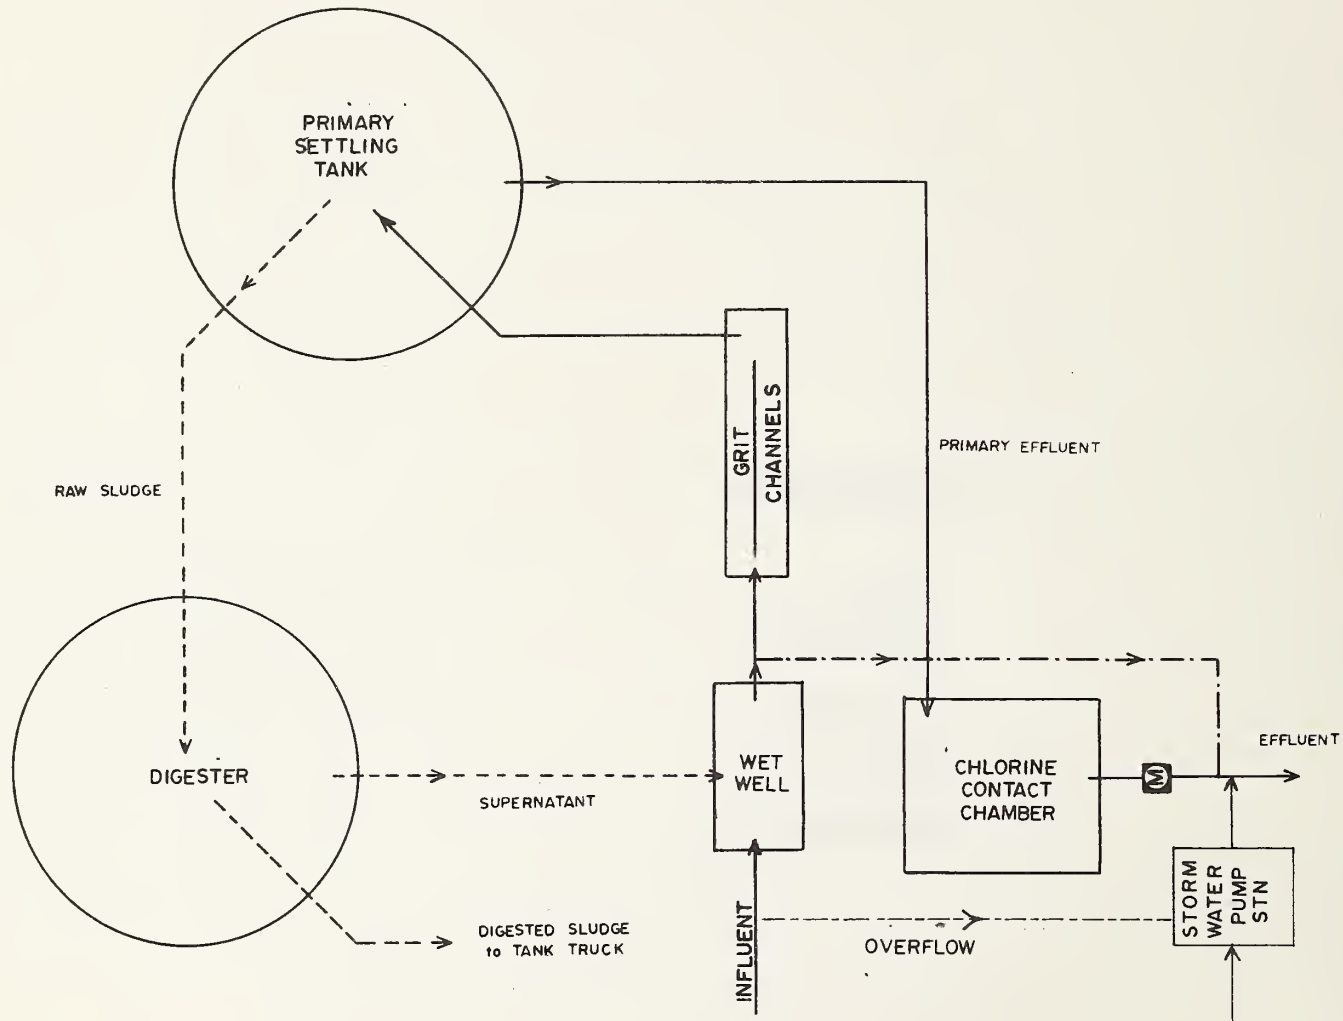 PRIMARY
SETTLING
TANK
GRIT
CHANNELS
PRIMARY EFFLUENT
RAW SLUDGE
DIGESTER
SUPERNATANT
WET
WELL
CHLORINE
CONTACT
CHAMBER
M
EFFLUENT
STORM
WATER
PUMP
STN
DIGESTED SLUDGE
to TANK TRUCK
INFLUENT
OVERFLOW